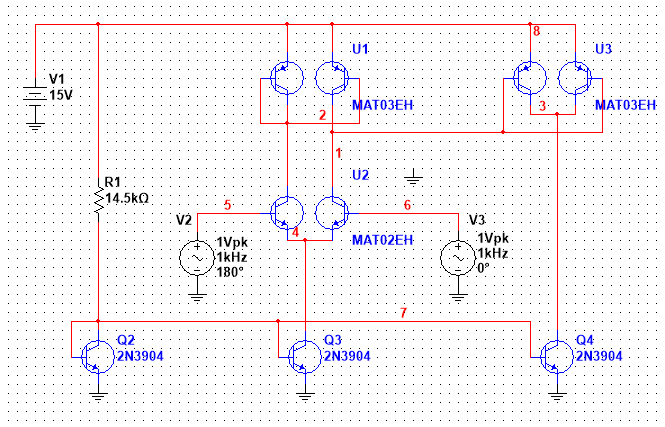 8
U1
U3
V1
15V
MAT03EH
MAT03EH
2
3
1
R1
14.5kΩ
U2
V2
5
6
V3
4
MAT02EH
1Vpk
1kHz
180°
1Vpk
1kHz
0°
7
Q2
2N3904
Q3
2N3904
Q4
2N3904